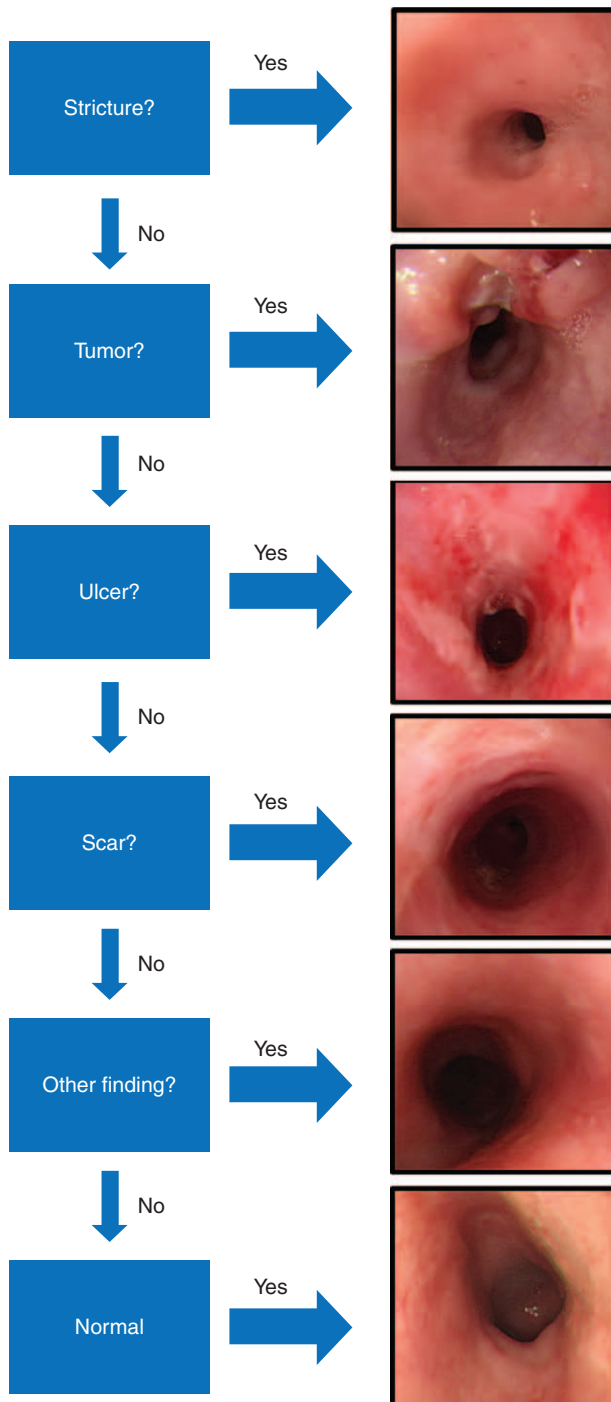 Stricture?
Yes
No
Tumor?
Yes
No
Ulcer?
Yes
No
Scar?
Yes
No
Other finding?
Yes
No
Normal
Yes